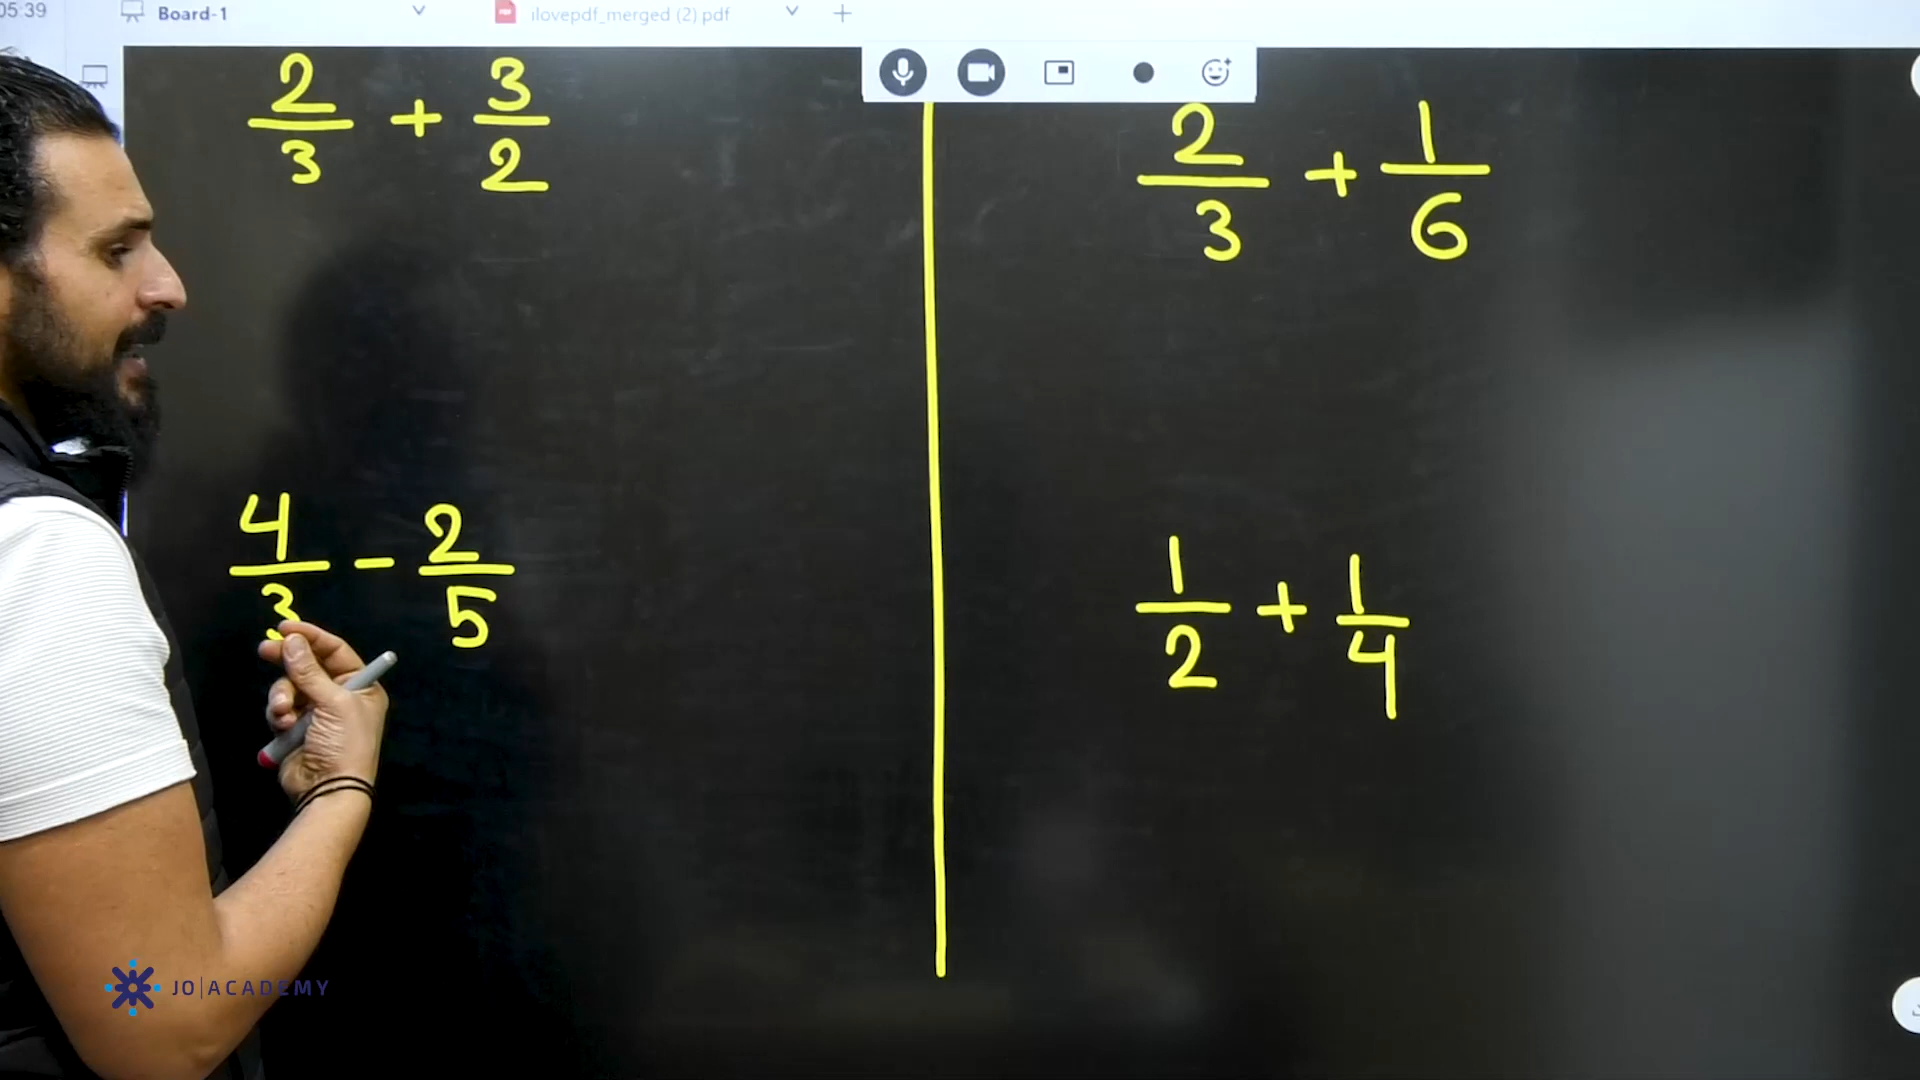 05:39
Board-1
ilovepdf_merged (2) pdf
2/3 + 3/2
2/3 + 1/6
4/3 - 2/5
1/2 + 1/4
JO|ACADEMY